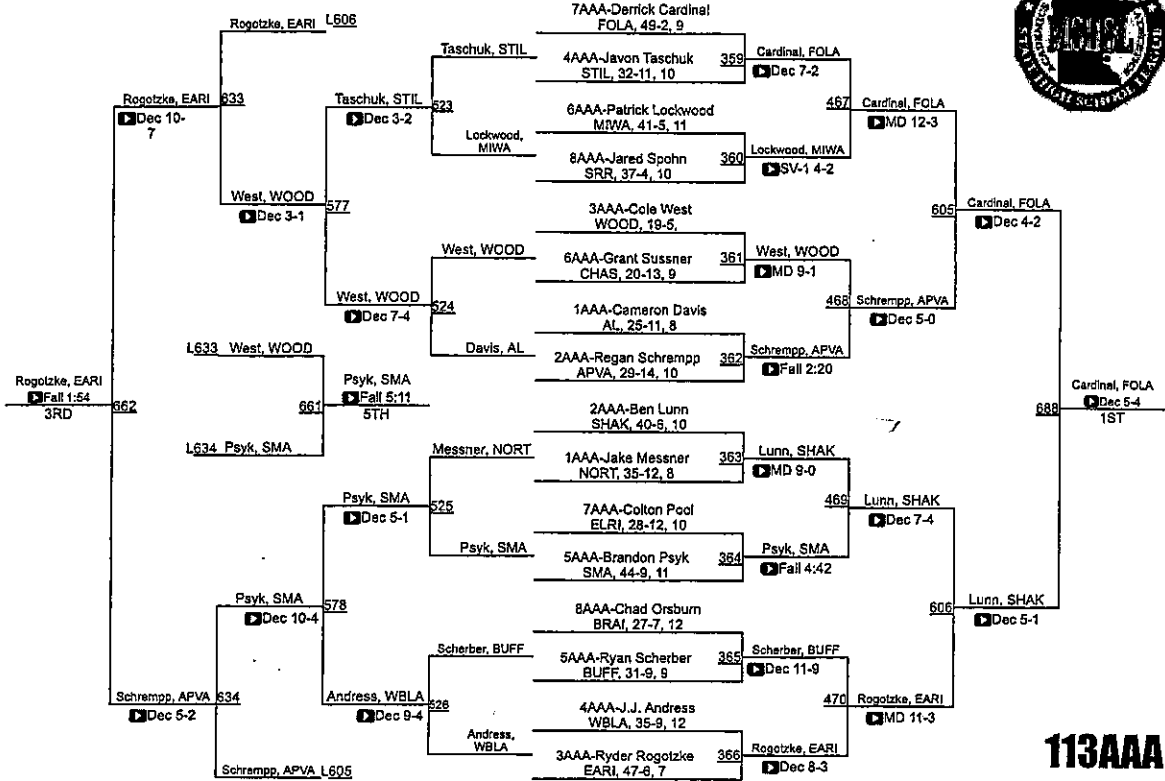 Rogotzke, EARI L606
Rogotzke, EARI 633
Dec 10-
7
West, WOOD
Dec 3-1
Taschuk, STIL
Dec 3-2
577
West, WOOD
Dec 7-4
Taschuk, STIL
523
Lockwood,
MIWA
West, WOOD
524
Davis, AL
L633 West, WOOD
Rogotzke, EARI
Fall 1:54
3RD
662
661
Psyk, SMA
Fall 5:11
5TH
L634 Psyk, SMA
Messner, NORT
Psyk, SMA
Dec 5-1
525
Psyk, SMA
Psyk, SMA
Dec 10-4
578
Scherber, BUFF
Schrempp, APVA 634
Dec 5-2
Andress, WBLA
Dec 9-4
526
Andress,
WBLA
Schrempp, APVA L605
7AAA-Derrick Cardinal
FOLA, 49-2, 9
4AAA-Javon Taschuk
STIL, 32-11, 10
359
Cardinal, FOLA
Dec 7-2
6AAA-Patrick Lockwood
MIWA, 41-5, 11
8AAA-Jared Spohn
SRR, 37-4, 10
360
Lockwood, MIWA
SV-1 4-2
467
Cardinal, FOLA
MD 12-3
3AAA-Cole West
WOOD, 19-5,
6AAA-Grant Sussner
CHAS, 20-13, 9
361
West, WOOD
MD 9-1
1AAA-Cameron Davis
AL, 25-11, 8
2AAA-Regan Schrempp
APVA, 29-14, 10
362
Schrempp, APVA
Fall 2:20
468
Schrempp, APVA
Dec 5-0
605
Cardinal, FOLA
Dec 4-2
2AAA-Ben Lunn
SHAK, 40-6, 10
1AAA-Jake Messner
NORT, 35-12, 8
363
Lunn, SHAK
MD 9-0
7AAA-Colton Pool
ELRI, 28-12, 10
5AAA-Brandon Psyk
SMA, 44-9, 11
364
Psyk, SMA
Fall 4:42
469
Lunn, SHAK
Dec 7-4
8AAA-Chad Orsburn
BRAI, 27-7, 12
5AAA-Ryan Scherber
BUFF, 31-9, 9
365
Scherber, BUFF
Dec 11-9
4AAA-J.J. Andress
WBLA, 35-9, 12
3AAA-Ryder Rogotzke
EARI, 47-6, 7
366
Rogotzke, EARI
Dec 8-3
470
Rogotzke, EARI
MD 11-3
606
Lunn, SHAK
Dec 5-1
688
Cardinal, FOLA
Dec 5-4
1ST
STATE HIGH SCHOOL LEAGUE
113AAA